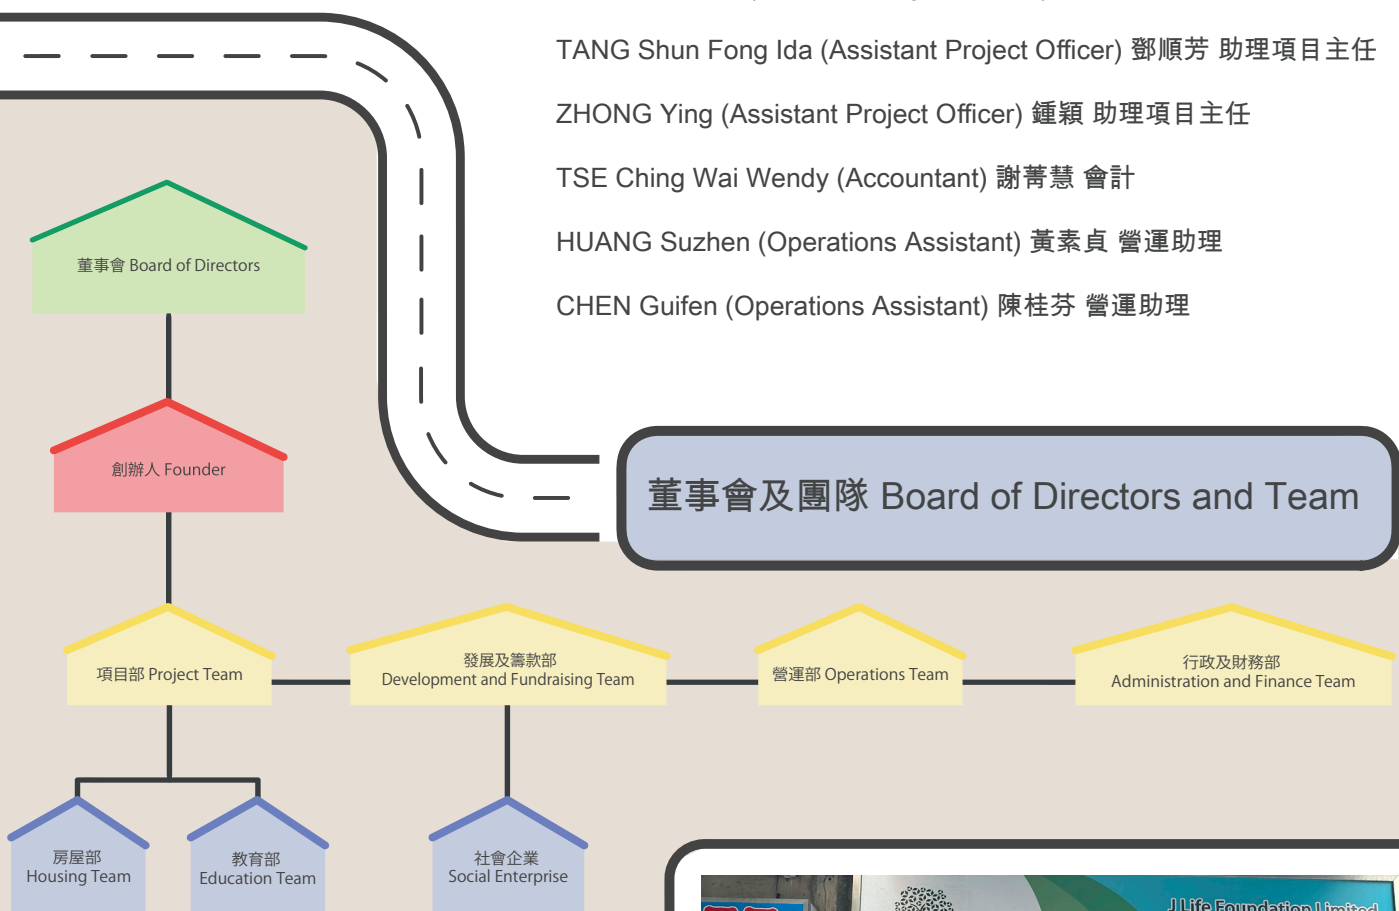 TANG Shun Fong Ida (Assistant Project Officer) 鄧順芳 助理項目主任
ZHONG Ying (Assistant Project Officer) 鍾穎 助理項目主任
TSE Ching Wai Wendy (Accountant) 謝菁慧 會計
HUANG Suzhen (Operations Assistant) 黃素貞 營運助理
CHEN Guifen (Operations Assistant) 陳桂芬 營運助理
董事會 Board of Directors
創辦人 Founder
董事會及團隊 Board of Directors and Team
項目部 Project Team
發展及籌款部
Development and Fundraising Team
營運部 Operations Team
行政及財務部
Administration and Finance Team
房屋部
Housing Team
教育部
Education Team
社會企業
Social Enterprise
J Life Foundation Limited